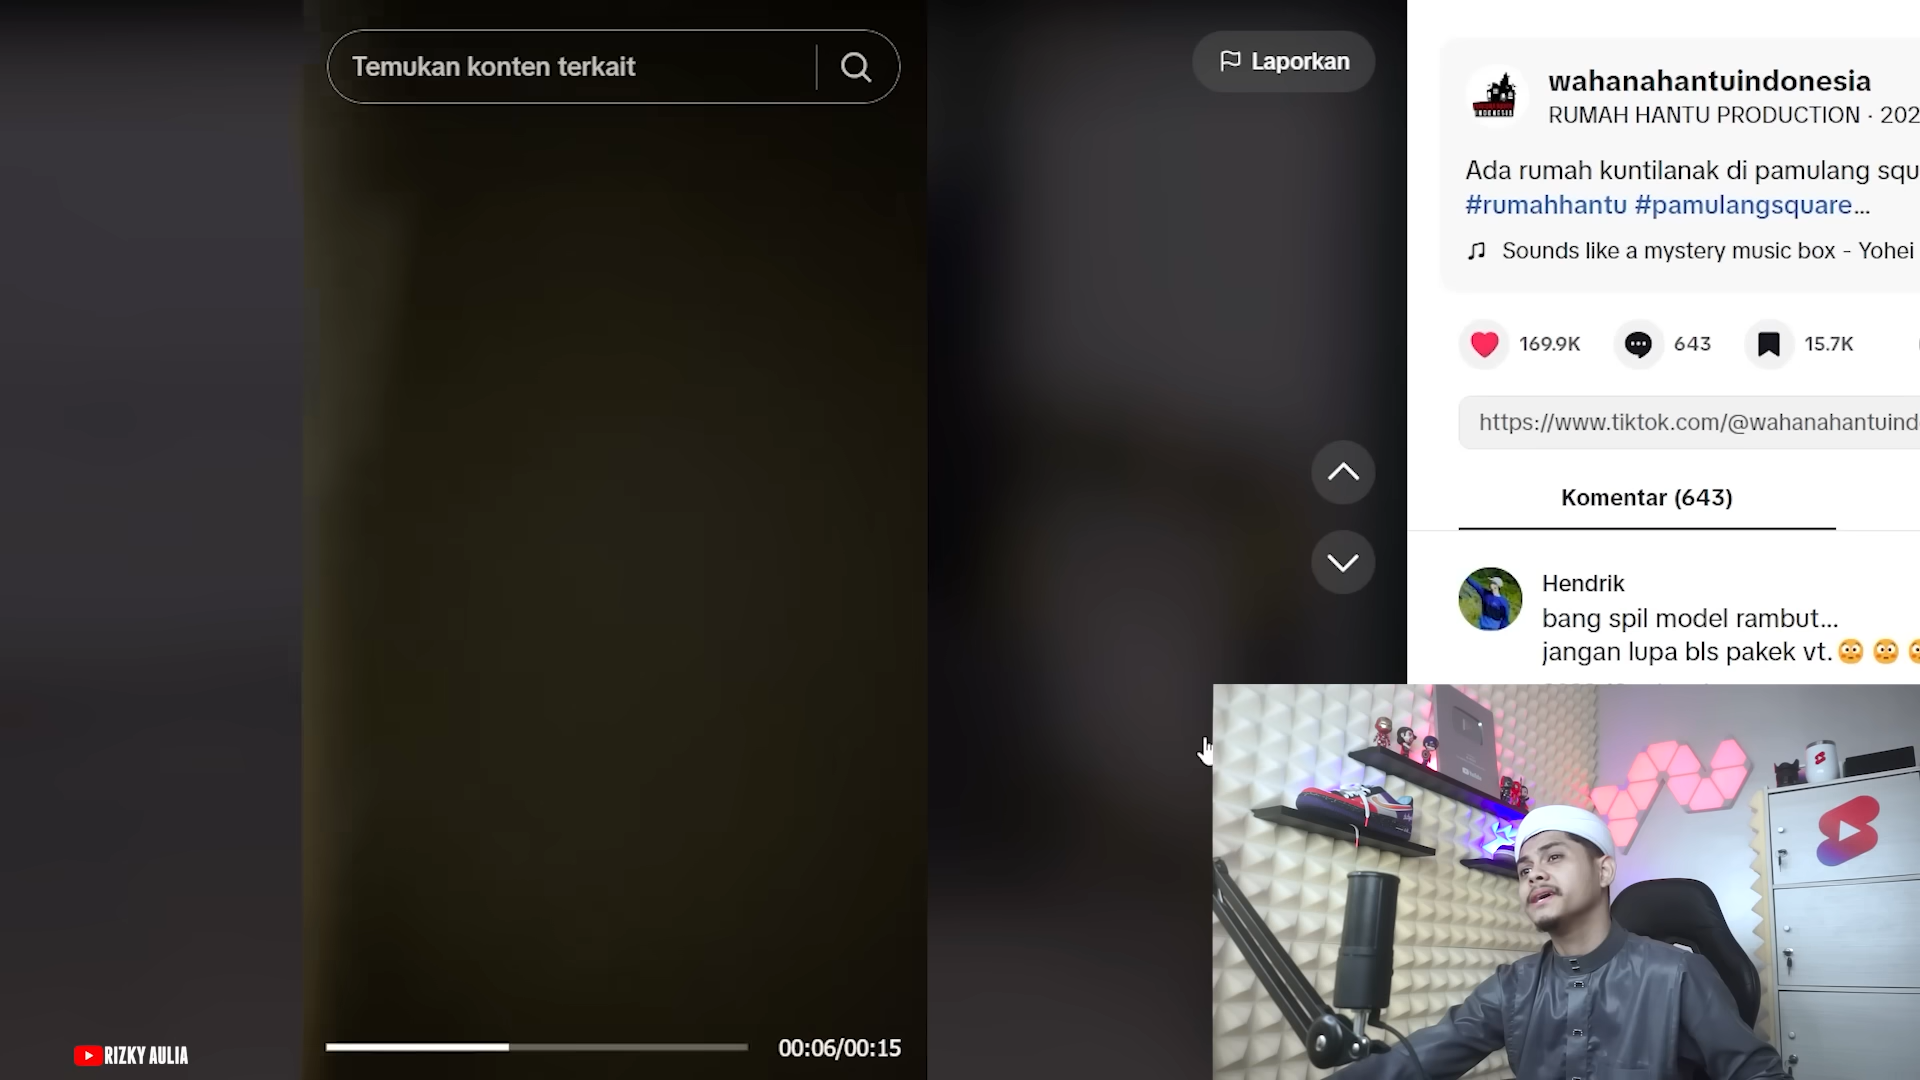 Temukan konten terkait
Laporkan
wahanahantuindonesia
RUMAH HANTU PRODUCTION · 202
Ada rumah kuntilanak di pamulang squ
#rumahhantu #pamulangsquare...
Sounds like a mystery music box - Yohei
169.9K
643
15.7K
https://www.tiktok.com/@wahanahantuind
Komentar (643)
Hendrik
bang spil model rambut...
jangan lupa bls pakek vt.😳 😳 😳
00:06/00:15
RIZKY AULIA